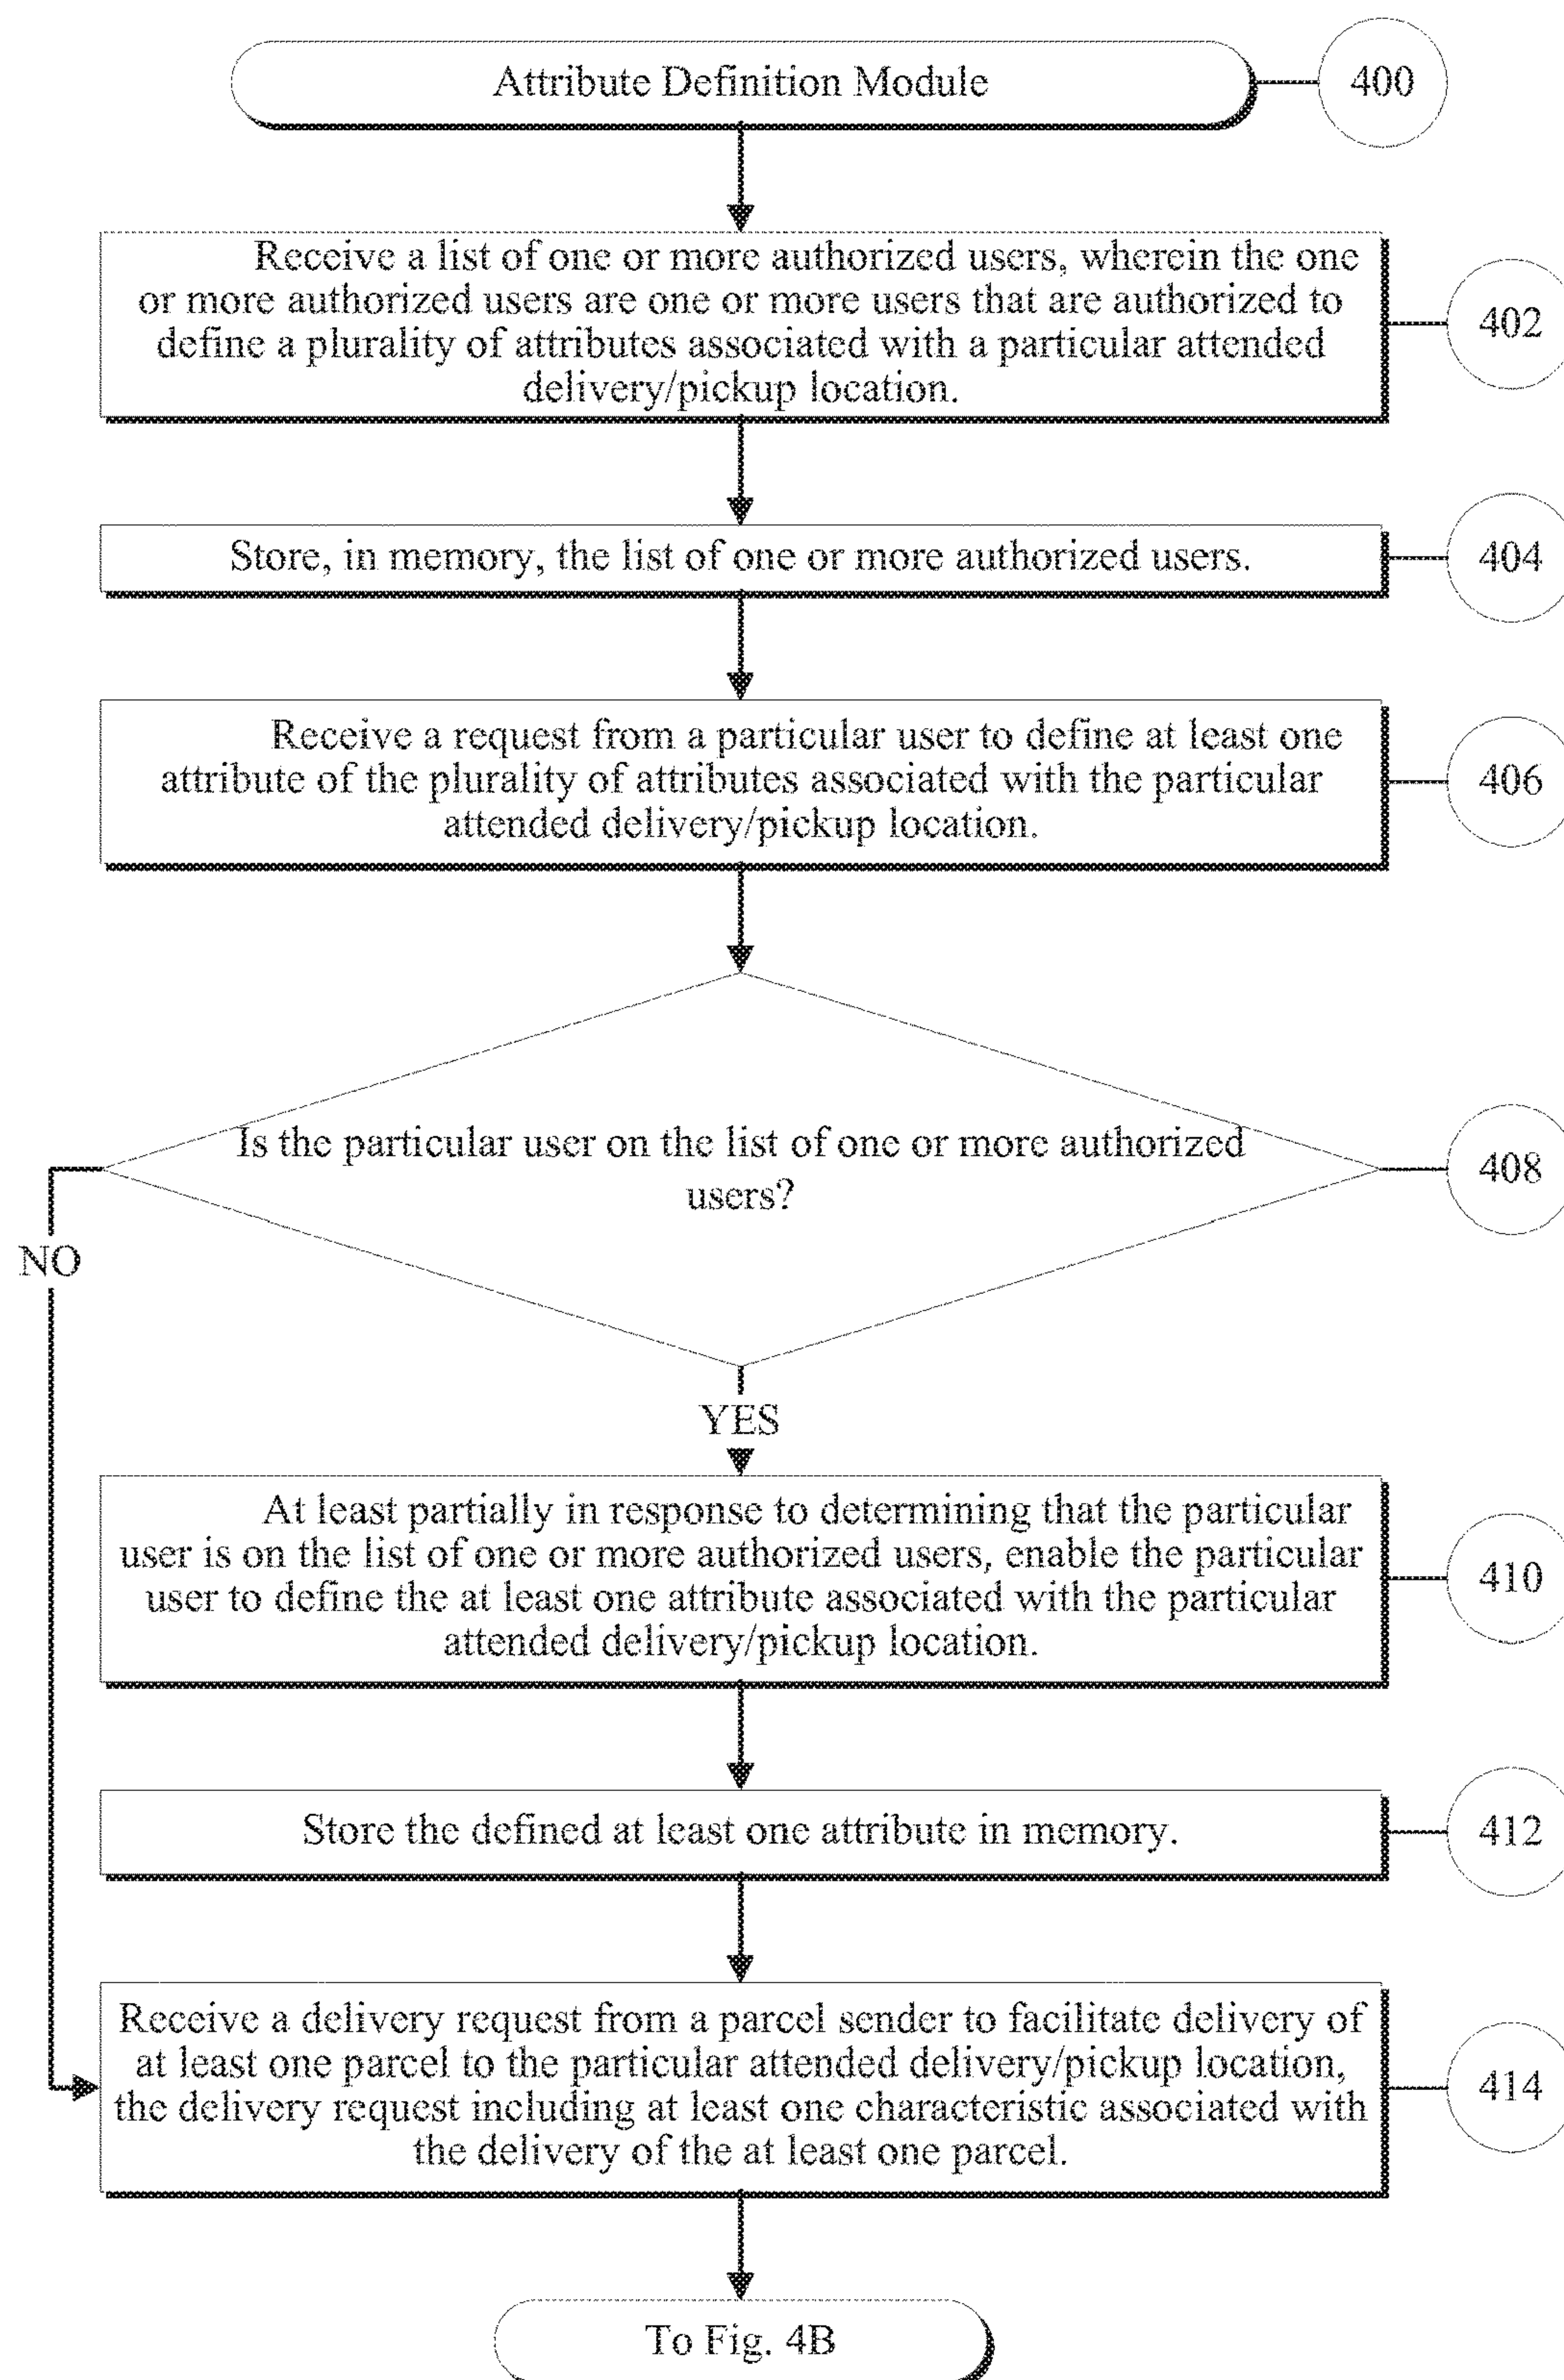 Attribute Definition Module
400
Receive a list of one or more authorized users, wherein the one
or more authorized users are one or more users that are authorized to
define a plurality of attributes associated with a particular attended
delivery/pickup location.
402
Store, in memory, the list of one or more authorized users.
404
Receive a request from a particular user to define at least one
attribute of the plurality of attributes associated with the particular
attended delivery/pickup location.
406
Is the particular user on the list of one or more authorized
users?
408
NO
YES
At least partially in response to determining that the particular
user is on the list of one or more authorized users, enable the particular
user to define the at least one attribute associated with the particular
attended delivery/pickup location.
410
Store the defined at least one attribute in memory.
412
Receive a delivery request from a parcel sender to facilitate delivery of
at least one parcel to the particular attended delivery/pickup location,
the delivery request including at least one characteristic associated with
the delivery of the at least one parcel.
414
To Fig. 4B